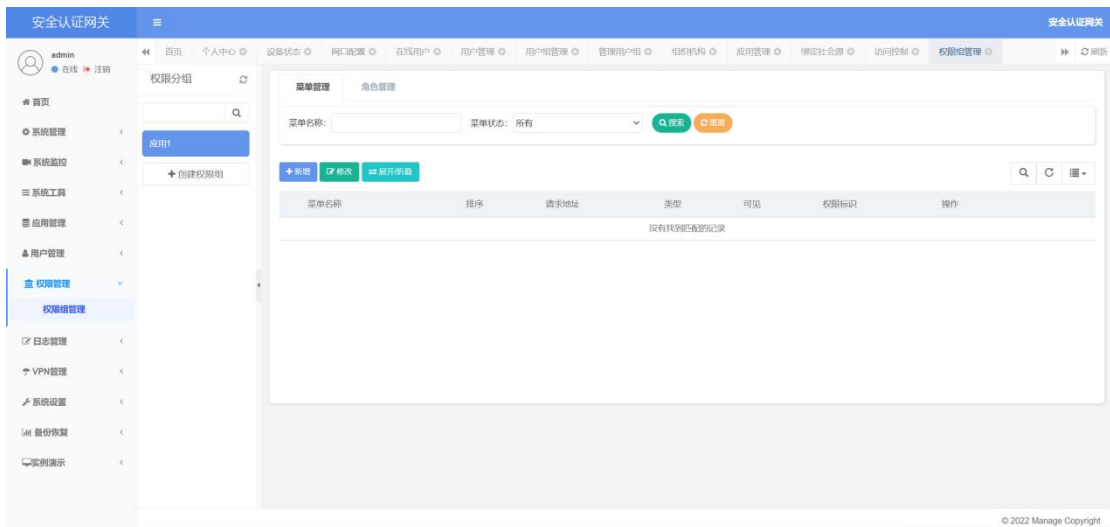 安全认证网关
安全认证网关
admin
在线 注销
首页 个人中心 设备状态 网口配置 在线用户 用户管理 用户组管理 管理用户组 组织机构 应用管理 绑定社会源 访问控制 权限组管理 刷新
首页
系统管理
系统监控
系统工具
应用管理
用户管理
权限管理
权限组管理
日志管理
VPN管理
系统设置
备份恢复
实例演示
权限分组
应用1
创建权限组
菜单管理 角色管理
菜单名称: 菜单状态: 所有 搜索 重置
新增 修改 展开/折叠
菜单名称 排序 请求地址 类型 可见 权限标识 操作
没有找到匹配的记录
© 2022 Manage Copyright